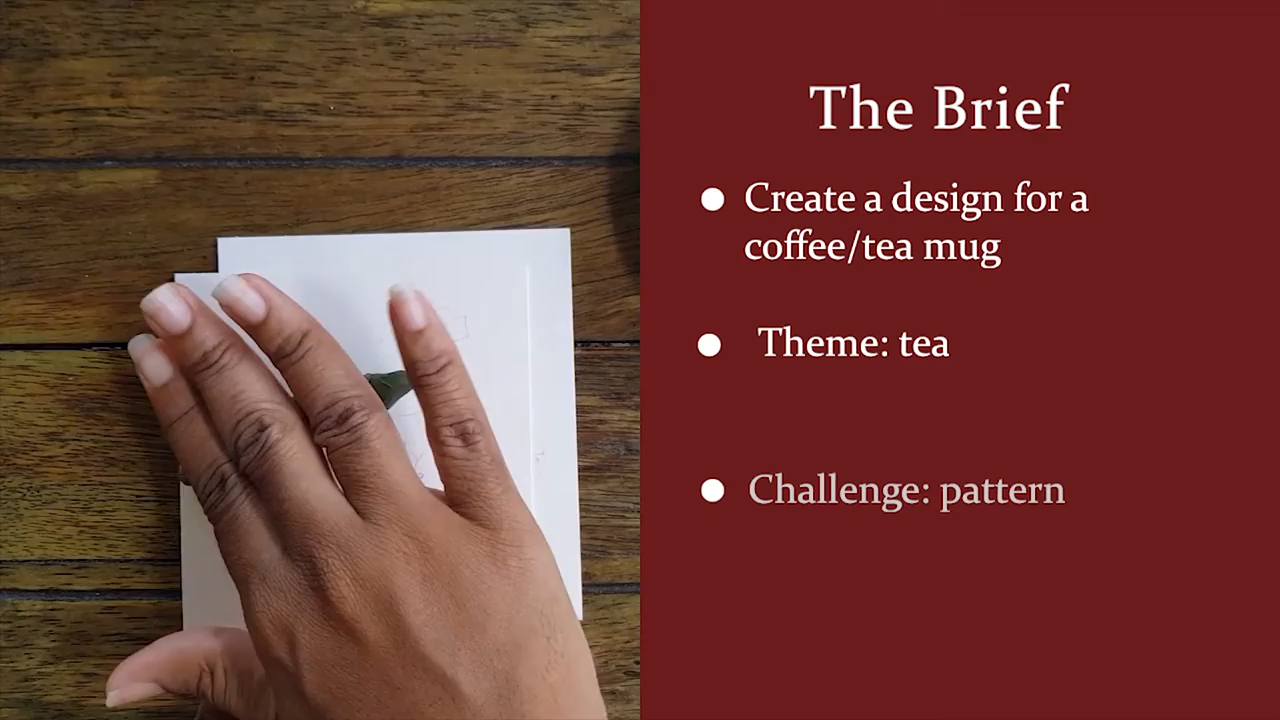 The Brief
Create a design for a
coffee/tea mug
Theme: tea
Challenge: pattern